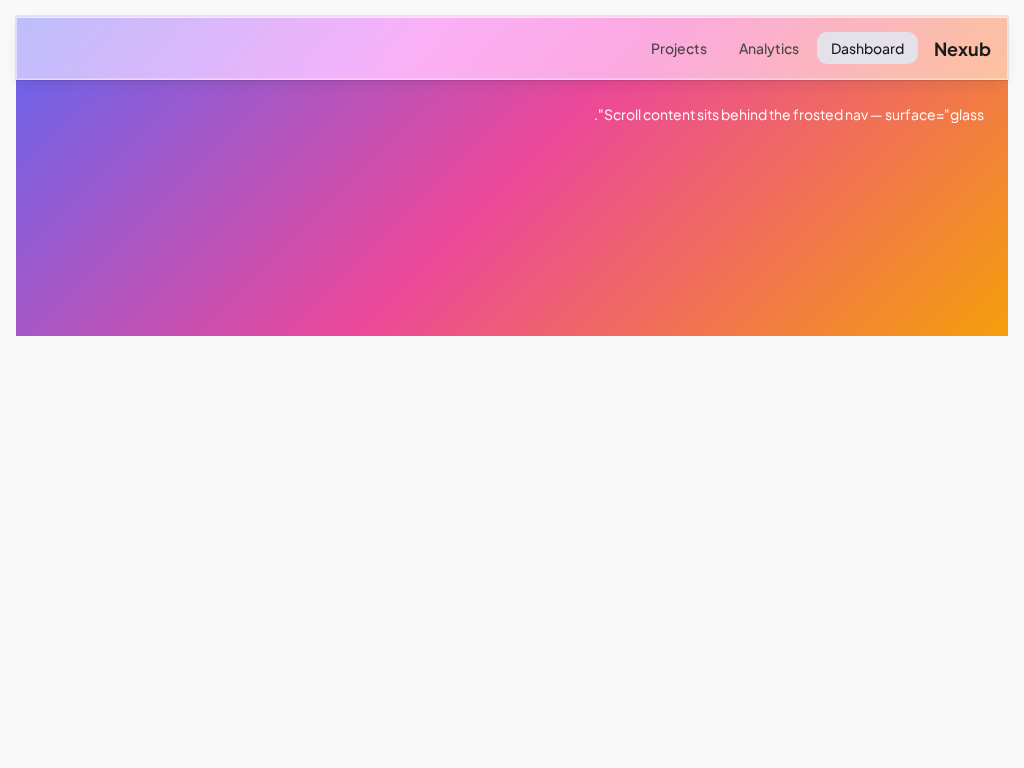 Projects Analytics Dashboard Nexub
."Scroll content sits behind the frosted nav — surface="glass